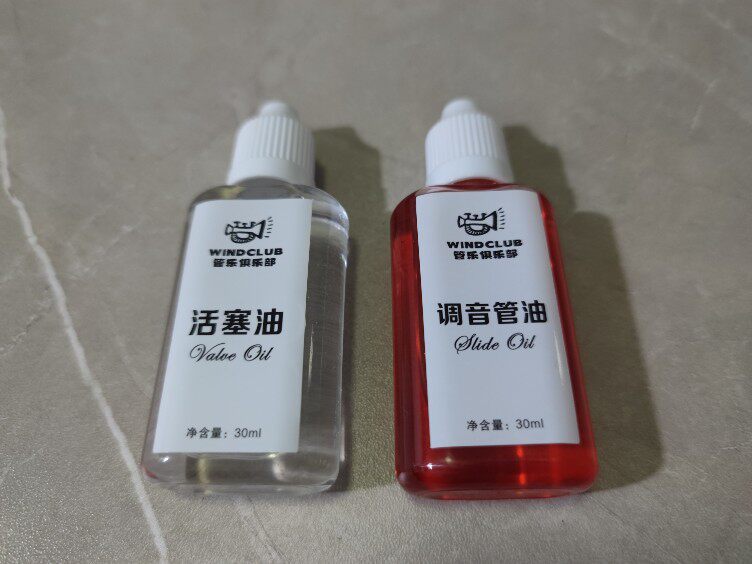 WINDCLUB
管乐俱乐部
活塞油
Valve Oil
净含量：30ml
WINDCLUB
管乐俱乐部
调音管油
Slide Oil
净含量：30ml